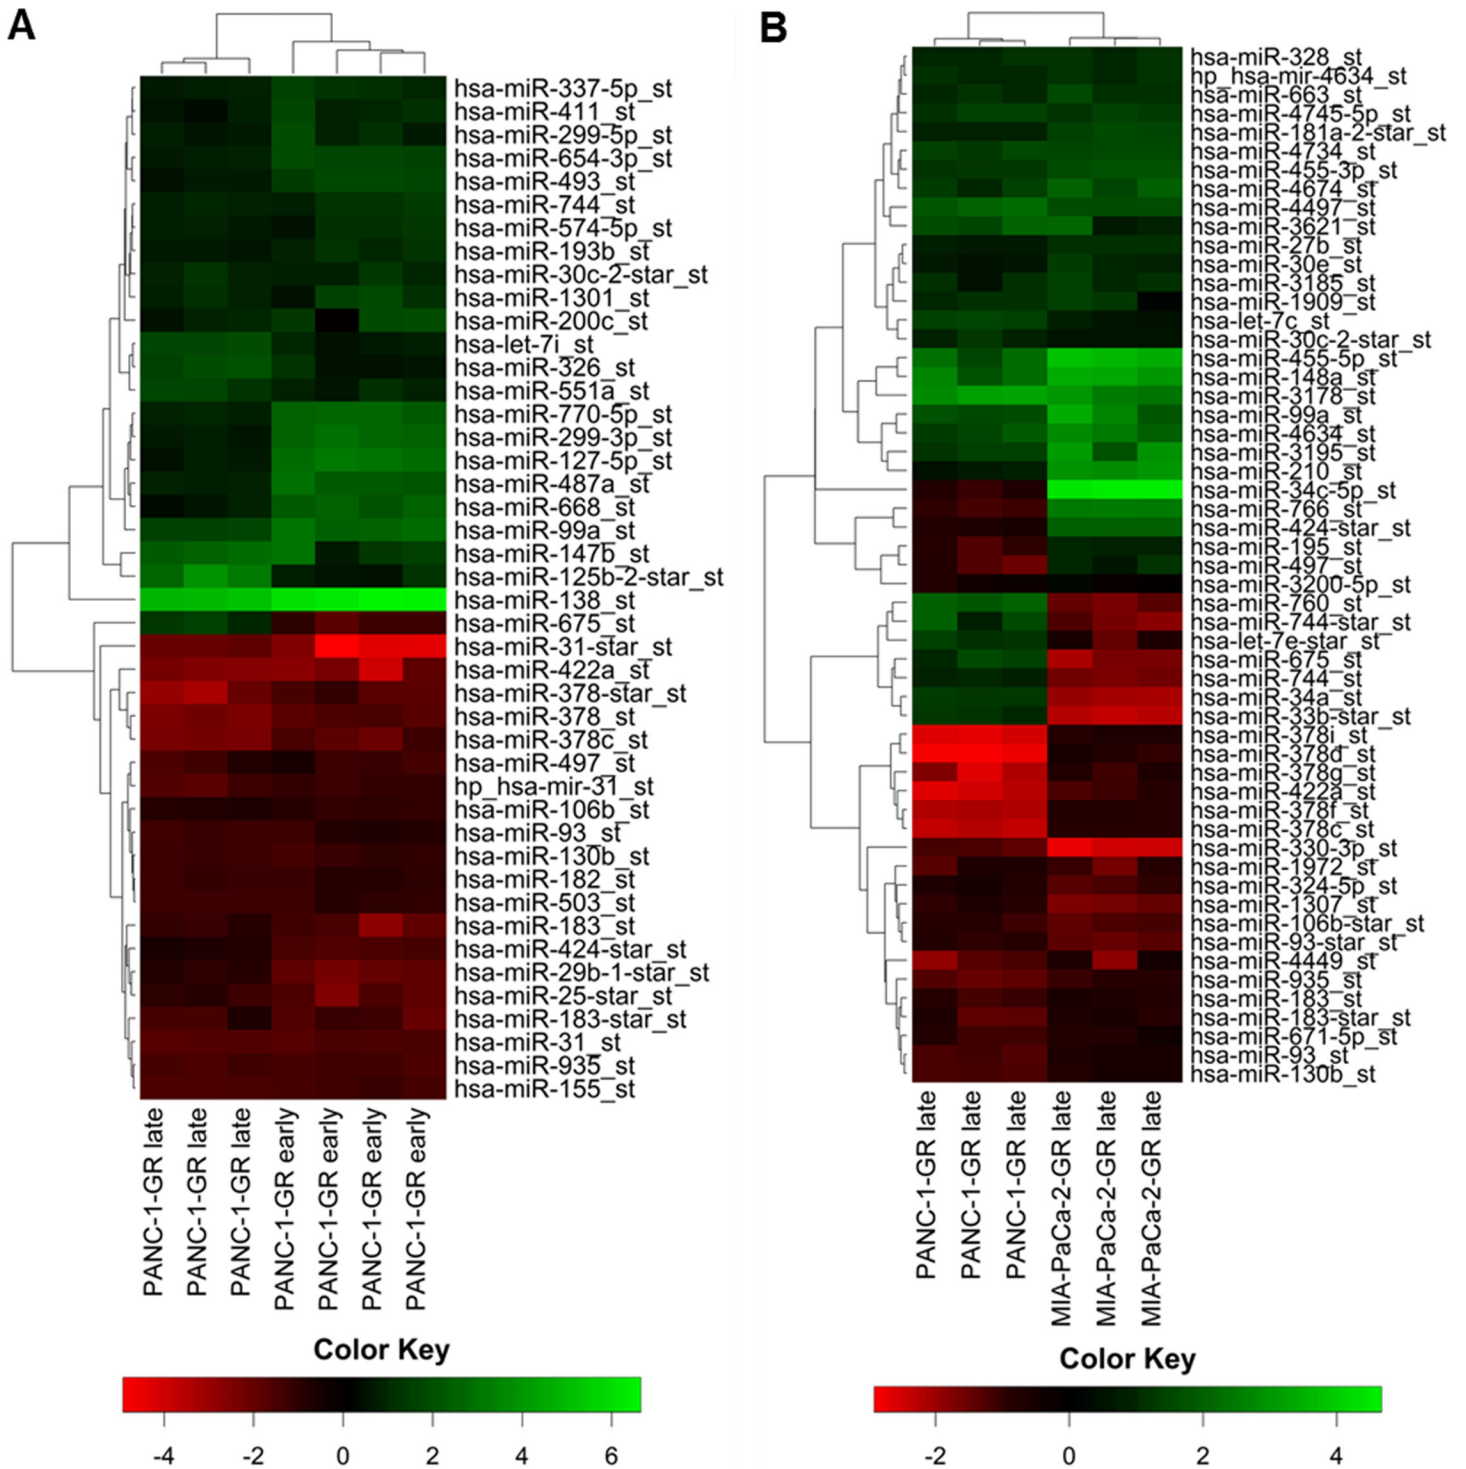 A
hsa-miR-337-5p_st
hsa-miR-411_st
hsa-miR-299-5p_st
hsa-miR-654-3p_st
hsa-miR-493_st
hsa-miR-744_st
hsa-miR-574-5p_st
hsa-miR-193b_st
hsa-miR-30c-2-star_st
hsa-miR-1301_st
hsa-miR-200c_st
hsa-let-7i_st
hsa-miR-326_st
hsa-miR-551a_st
hsa-miR-770-5p_st
hsa-miR-299-3p_st
hsa-miR-127-5p_st
hsa-miR-487a_st
hsa-miR-668_st
hsa-miR-99a_st
hsa-miR-147b_st
hsa-miR-125b-2-star_st
hsa-miR-138_st
hsa-miR-675_st
hsa-miR-31-star_st
hsa-miR-422a_st
hsa-miR-378-star_st
hsa-miR-378_st
hsa-miR-378c_st
hsa-miR-497_st
hp_hsa-mir-31_st
hsa-miR-106b_st
hsa-miR-93_st
hsa-miR-130b_st
hsa-miR-182_st
hsa-miR-503_st
hsa-miR-183_st
hsa-miR-424-star_st
hsa-miR-29b-1-star_st
hsa-miR-25-star_st
hsa-miR-183-star_st
hsa-miR-31_st
hsa-miR-935_st
hsa-miR-155_st
PANC-1-GR late
PANC-1-GR late
PANC-1-GR late
PANC-1-GR early
PANC-1-GR early
PANC-1-GR early
PANC-1-GR early
Color Key
-4 -2 0 2 4 6
B
hsa-miR-328_st
hp_hsa-mir-4634_st
hsa-miR-663_st
hsa-miR-4745-5p_st
hsa-miR-181a-2-star_st
hsa-miR-4734_st
hsa-miR-455-3p_st
hsa-miR-4674_st
hsa-miR-4497_st
hsa-miR-3621_st
hsa-miR-27b_st
hsa-miR-30e_st
hsa-miR-3185_st
hsa-miR-1909_st
hsa-let-7c_st
hsa-miR-30c-2-star_st
hsa-miR-455-5p_st
hsa-miR-148a_st
hsa-miR-3178_st
hsa-miR-99a_st
hsa-miR-4634_st
hsa-miR-3195_st
hsa-miR-210_st
hsa-miR-34c-5p_st
hsa-miR-766_st
hsa-miR-424-star_st
hsa-miR-195_st
hsa-miR-497_st
hsa-miR-3200-5p_st
hsa-miR-760_st
hsa-miR-744-star_st
hsa-let-7e-star_st
hsa-miR-675_st
hsa-miR-744_st
hsa-miR-34a_st
hsa-miR-33b-star_st
hsa-miR-378i_st
hsa-miR-378d_st
hsa-miR-378g_st
hsa-miR-422a_st
hsa-miR-378f_st
hsa-miR-378c_st
hsa-miR-330-3p_st
hsa-miR-1972_st
hsa-miR-324-5p_st
hsa-miR-1307_st
hsa-miR-106b-star_st
hsa-miR-93-star_st
hsa-miR-4449_st
hsa-miR-935_st
hsa-miR-183_st
hsa-miR-183-star_st
hsa-miR-671-5p_st
hsa-miR-93_st
hsa-miR-130b_st
PANC-1-GR late
PANC-1-GR late
PANC-1-GR late
MIA-PaCa-2-GR late
MIA-PaCa-2-GR late
MIA-PaCa-2-GR late
Color Key
-2 0 2 4